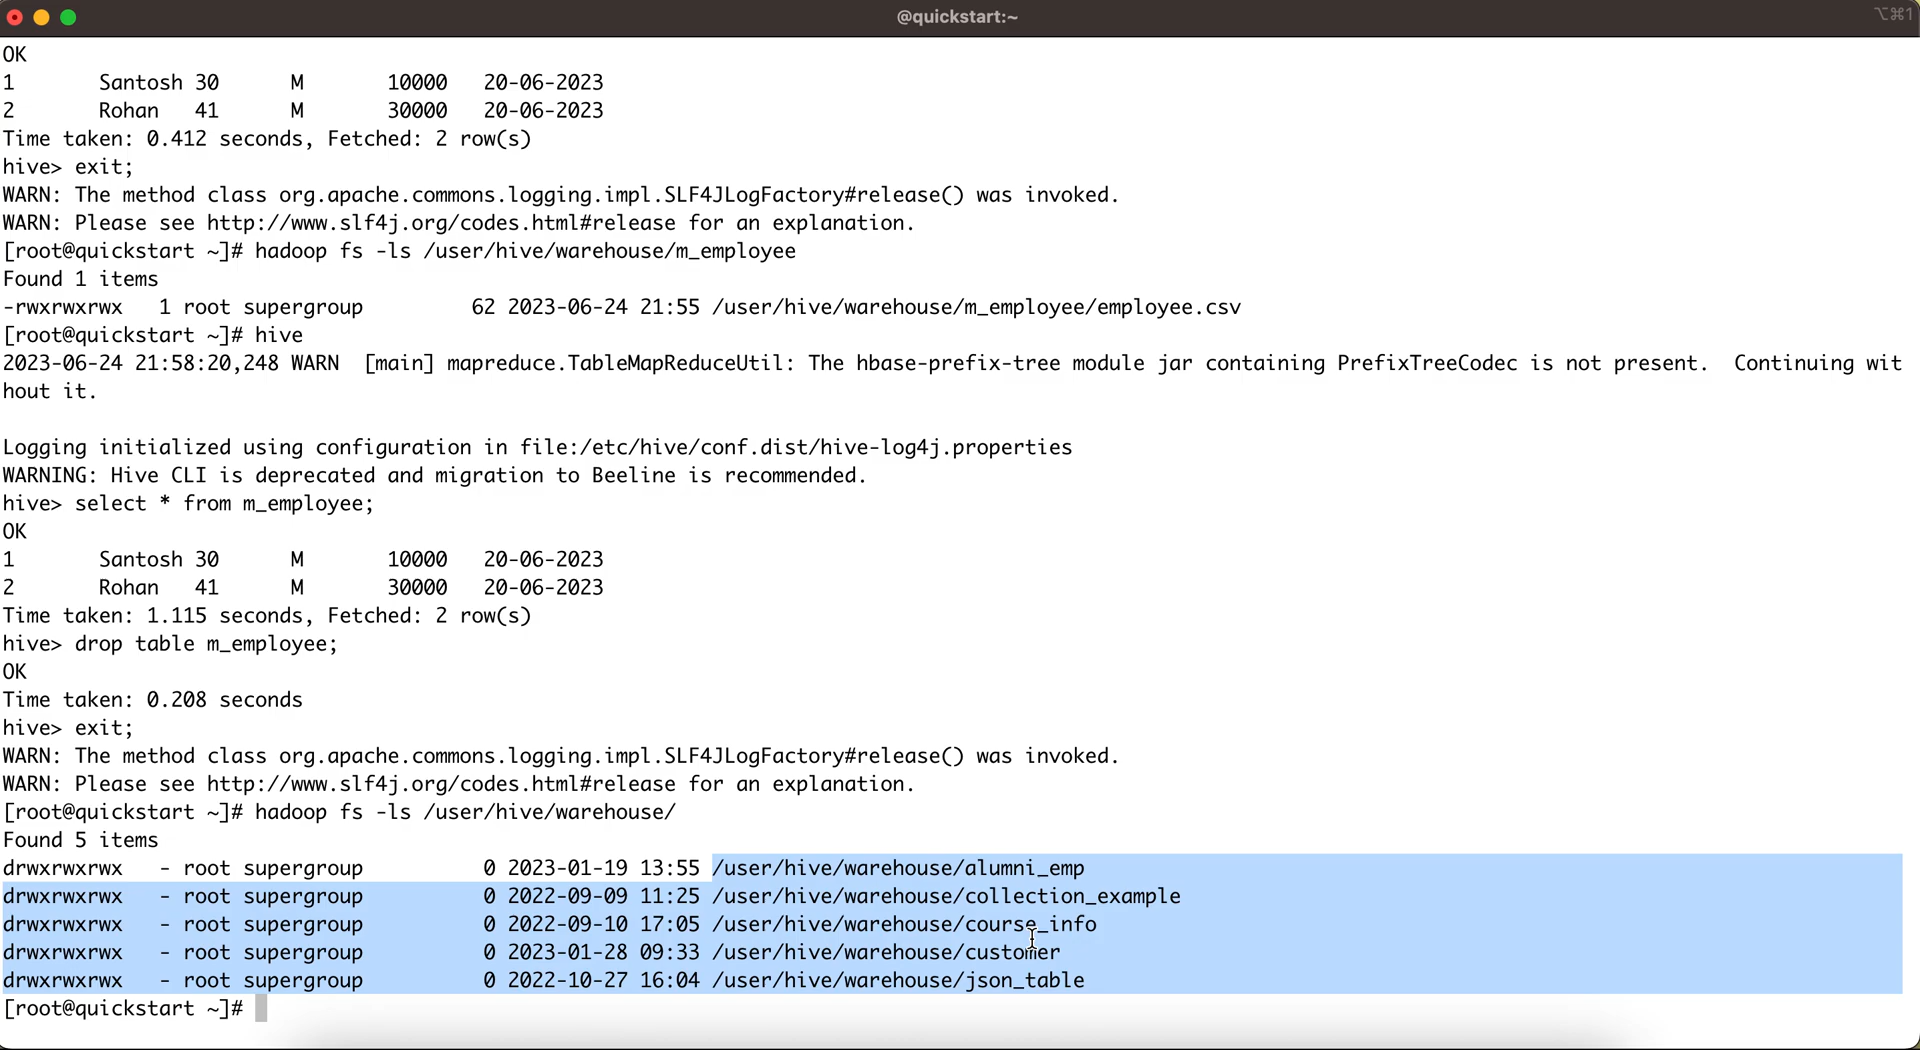 @quickstart:~
⌥⌘1
OK
1       Santosh 30      M       10000   20-06-2023
2       Rohan   41      M       30000   20-06-2023
Time taken: 0.412 seconds, Fetched: 2 row(s)
hive> exit;
WARN: The method class org.apache.commons.logging.impl.SLF4JLogFactory#release() was invoked.
WARN: Please see http://www.slf4j.org/codes.html#release for an explanation.
[root@quickstart ~]# hadoop fs -ls /user/hive/warehouse/m_employee
Found 1 items
-rwxrwxrwx   1 root supergroup         62 2023-06-24 21:55 /user/hive/warehouse/m_employee/employee.csv
[root@quickstart ~]# hive
2023-06-24 21:58:20,248 WARN  [main] mapreduce.TableMapReduceUtil: The hbase-prefix-tree module jar containing PrefixTreeCodec is not present.  Continuing wit
hout it.
Logging initialized using configuration in file:/etc/hive/conf.dist/hive-log4j.properties
WARNING: Hive CLI is deprecated and migration to Beeline is recommended.
hive> select * from m_employee;
OK
1       Santosh 30      M       10000   20-06-2023
2       Rohan   41      M       30000   20-06-2023
Time taken: 1.115 seconds, Fetched: 2 row(s)
hive> drop table m_employee;
OK
Time taken: 0.208 seconds
hive> exit;
WARN: The method class org.apache.commons.logging.impl.SLF4JLogFactory#release() was invoked.
WARN: Please see http://www.slf4j.org/codes.html#release for an explanation.
[root@quickstart ~]# hadoop fs -ls /user/hive/warehouse/
Found 5 items
drwxrwxrwx   - root supergroup          0 2023-01-19 13:55 /user/hive/warehouse/alumni_emp
drwxrwxrwx   - root supergroup          0 2022-09-09 11:25 /user/hive/warehouse/collection_example
drwxrwxrwx   - root supergroup          0 2022-09-10 17:05 /user/hive/warehouse/course_info
drwxrwxrwx   - root supergroup          0 2023-01-28 09:33 /user/hive/warehouse/customer
drwxrwxrwx   - root supergroup          0 2022-10-27 16:04 /user/hive/warehouse/json_table
[root@quickstart ~]#